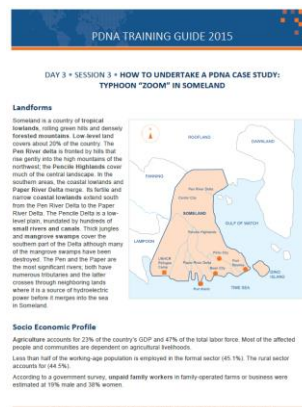 PDNA TRAINING GUIDE 2015
DAY 3 • SESSION 3 • HOW TO UNDERTAKE A PDNA CASE STUDY:
TYPHOON "ZOOM" IN SOMELAND
Landforms
Someland is a country of tropical
lowlands, rolling green hills and densely
forested mountains. Low-level land
covers about 20% of the country. The
Pen River delta is fronted by hills that
rise gently into the high mountains of the
northwest; the Pencile Highlands cover
much of the central landscape. In the
southern areas, the coastal lowlands and
Paper River Delta merge. Its fertile and
narrow coastal lowlands extend south
from the Pen River Delta to the Paper
River Delta. The Pencile Delta is a low-
level plain, inundated by hundreds of
small rivers and canals. Thick jungles
and mangrove swamps cover the
southern part of the Delta although many
of the mangrove swamps have been
destroyed. The Pen and the Paper are
the most significant rivers; both have
numerous tributaries and the latter
crosses through neighboring lands
where it is a source of hydroelectric
power before it merges into the sea
in Someland.
ROOFLAND
Pen River Delta
SOMELAND
GULF OF WATCH
Pencile Highlands
LAMPDON
Paper River Delta
TIME SEA
ISLAND
Socio Economic Profile
Agriculture accounts for 23% of the country's GDP and 47% of the total labor force. Most of the affected
people and communities are dependent on agricultural livelihoods.
Less than half of the working-age population is employed in the formal sector (45.1%). The rural sector
accounts for (44.5%).
According to a government survey, unpaid family workers in family-operated farms or business were
estimated at 19% male and 38% women.